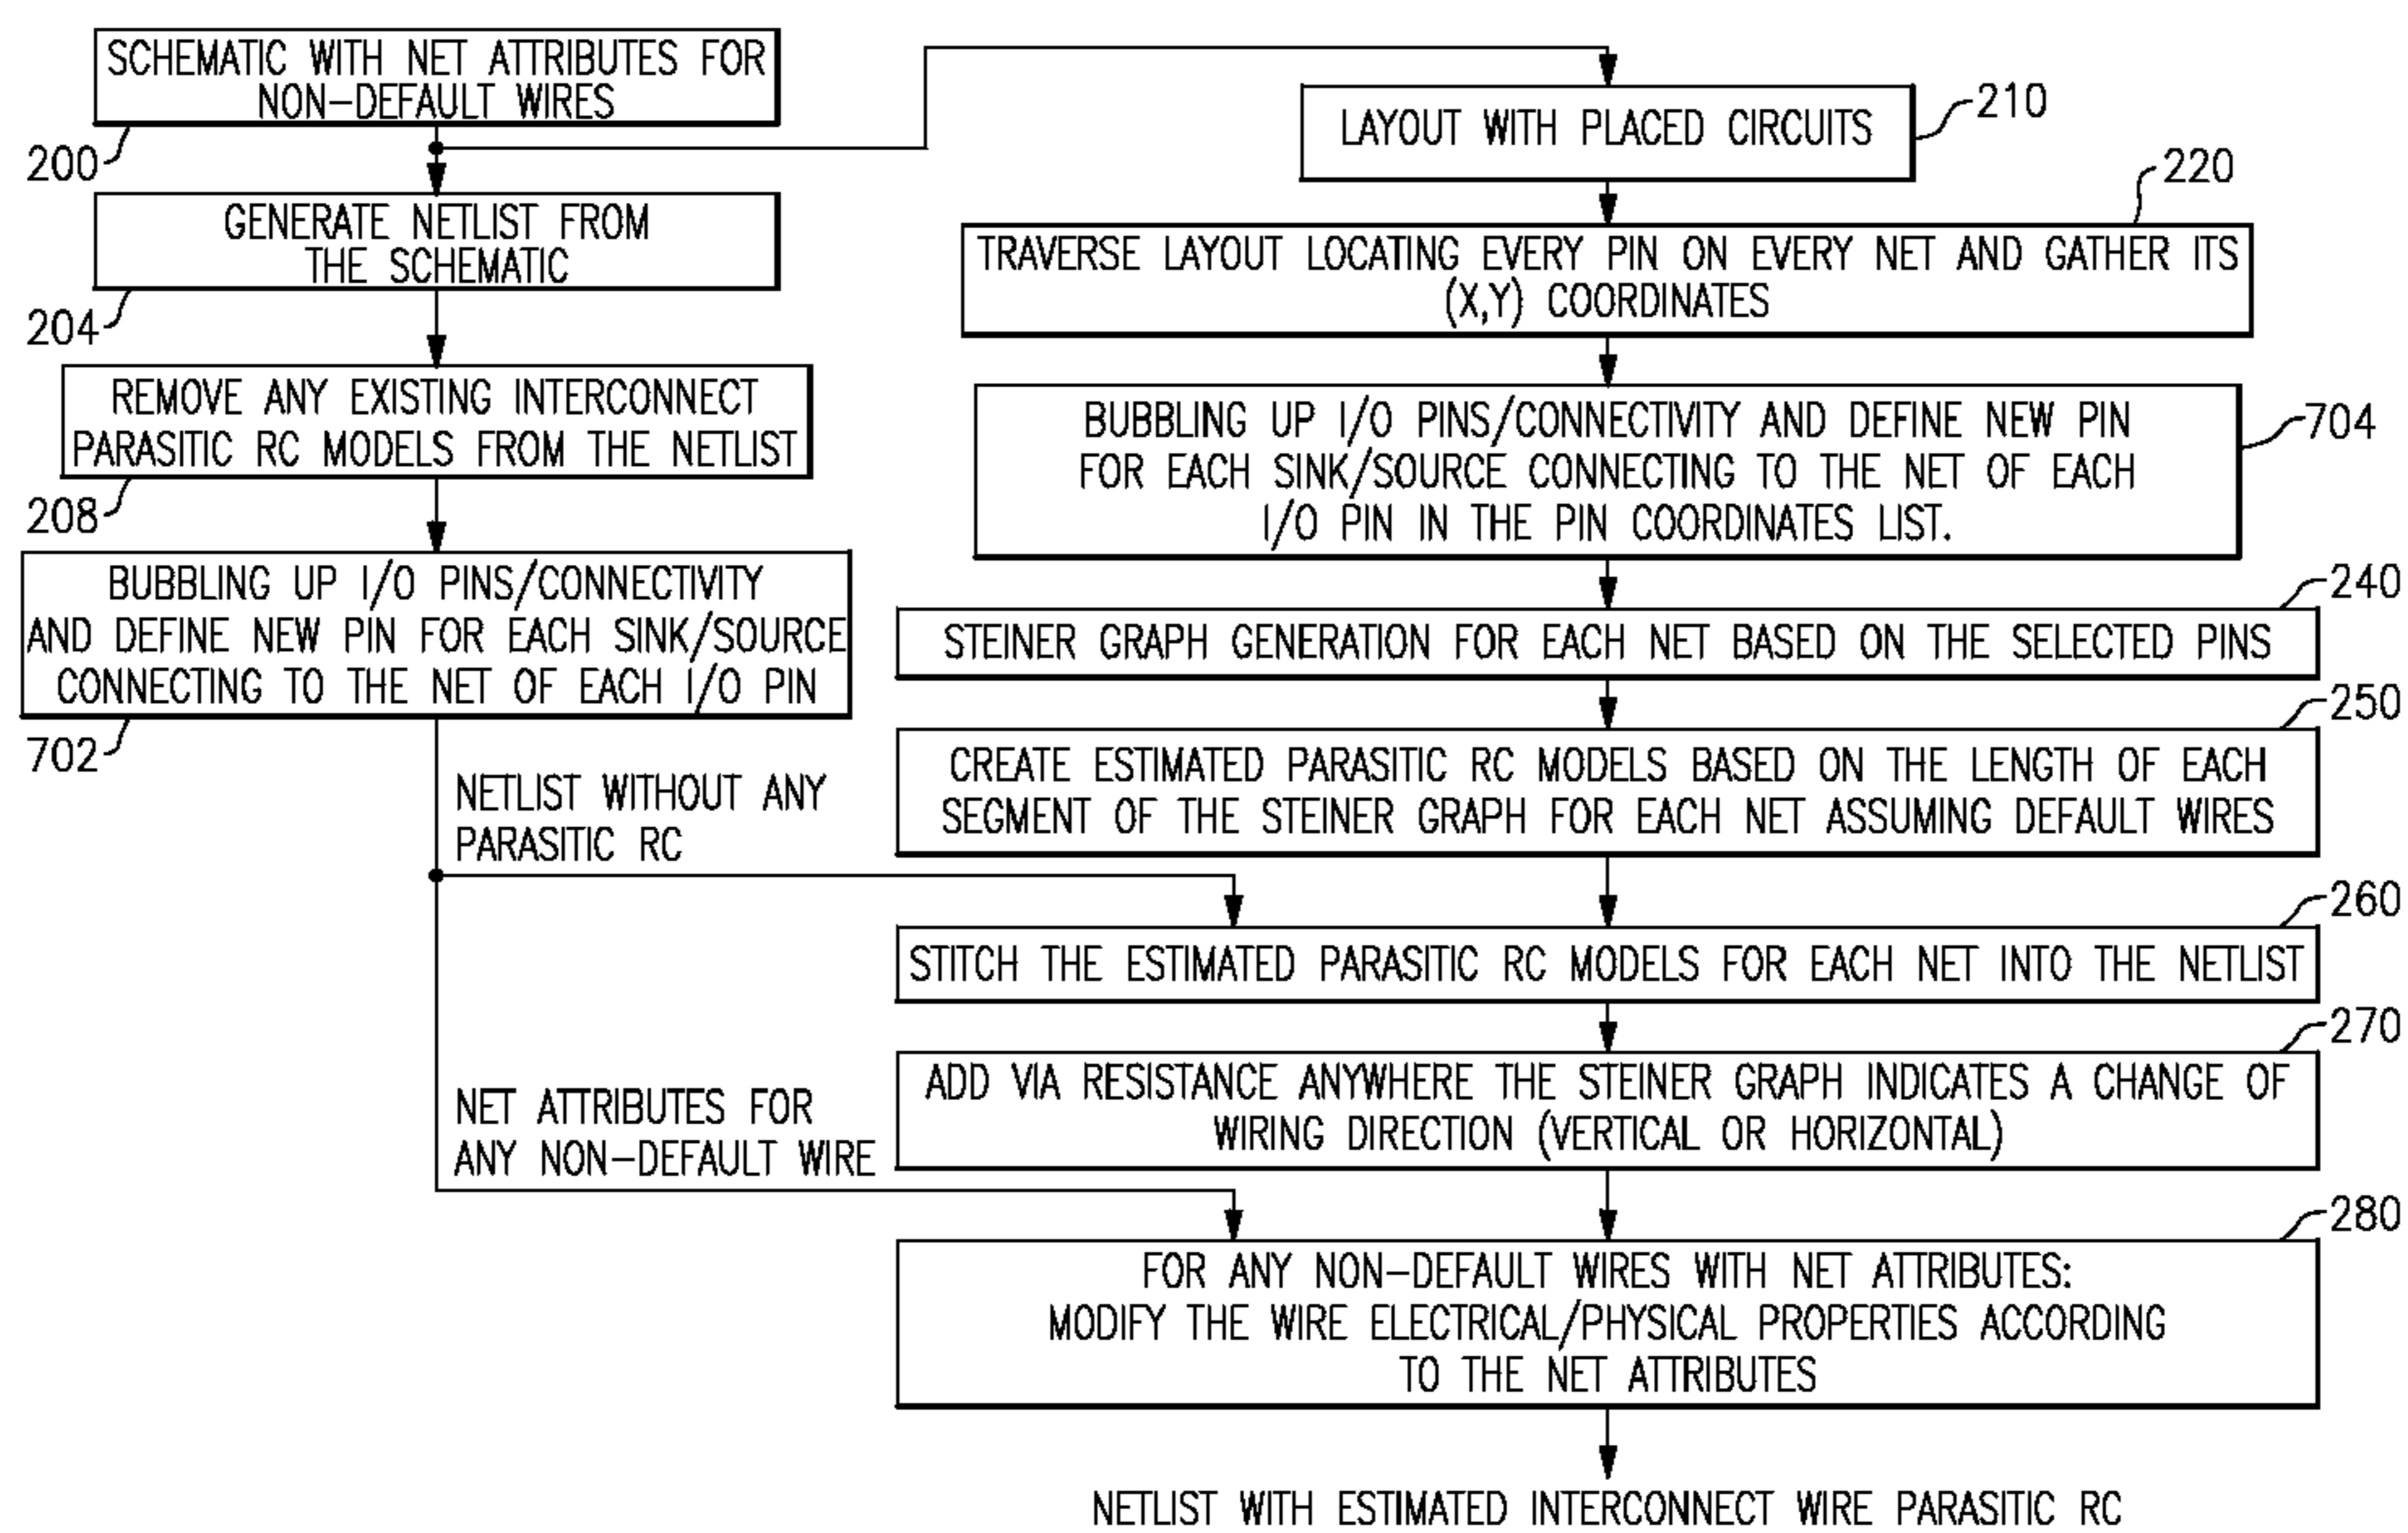 SCHEMATIC WITH NET ATTRIBUTES FOR
NON-DEFAULT WIRES
200
GENERATE NETLIST FROM
THE SCHEMATIC
204
REMOVE ANY EXISTING INTERCONNECT
PARASITIC RC MODELS FROM THE NETLIST
208
BUBBLING UP I/O PINS/CONNECTIVITY
AND DEFINE NEW PIN FOR EACH SINK/SOURCE
CONNECTING TO THE NET OF EACH I/O PIN
702
NETLIST WITHOUT ANY
PARASITIC RC
NET ATTRIBUTES FOR
ANY NON-DEFAULT WIRE
LAYOUT WITH PLACED CIRCUITS
210
220
TRAVERSE LAYOUT LOCATING EVERY PIN ON EVERY NET AND GATHER ITS
(X,Y) COORDINATES
BUBBLING UP I/O PINS/CONNECTIVITY AND DEFINE NEW PIN
FOR EACH SINK/SOURCE CONNECTING TO THE NET OF EACH
I/O PIN IN THE PIN COORDINATES LIST.
704
240
STEINER GRAPH GENERATION FOR EACH NET BASED ON THE SELECTED PINS
250
CREATE ESTIMATED PARASITIC RC MODELS BASED ON THE LENGTH OF EACH
SEGMENT OF THE STEINER GRAPH FOR EACH NET ASSUMING DEFAULT WIRES
260
STITCH THE ESTIMATED PARASITIC RC MODELS FOR EACH NET INTO THE NETLIST
270
ADD VIA RESISTANCE ANYWHERE THE STEINER GRAPH INDICATES A CHANGE OF
WIRING DIRECTION (VERTICAL OR HORIZONTAL)
280
FOR ANY NON-DEFAULT WIRES WITH NET ATTRIBUTES:
MODIFY THE WIRE ELECTRICAL/PHYSICAL PROPERTIES ACCORDING
TO THE NET ATTRIBUTES
NETLIST WITH ESTIMATED INTERCONNECT WIRE PARASITIC RC